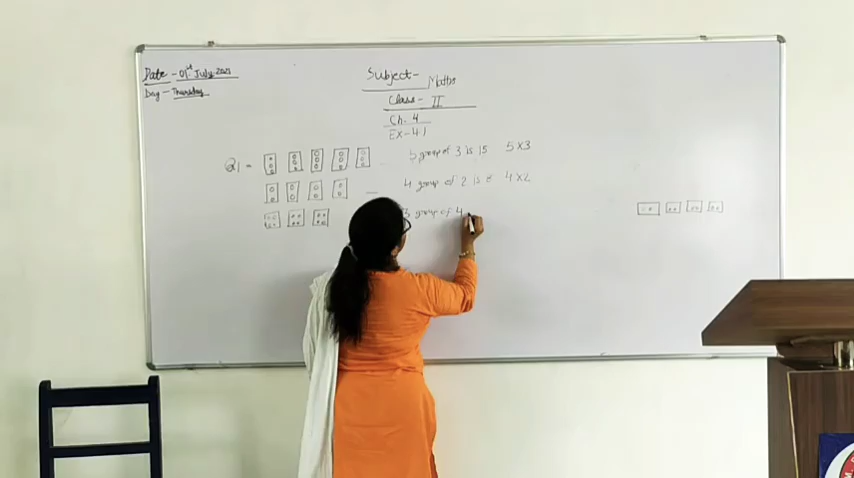 Date - 01st July 2021
Day - Thursday
Subject - Maths
Class - II
Ch. 4
Ex - 4.1
Q1 = 5 group of 3 is 15 5 X 3
4 group of 2 is 8 4 X 2
3 group of 4